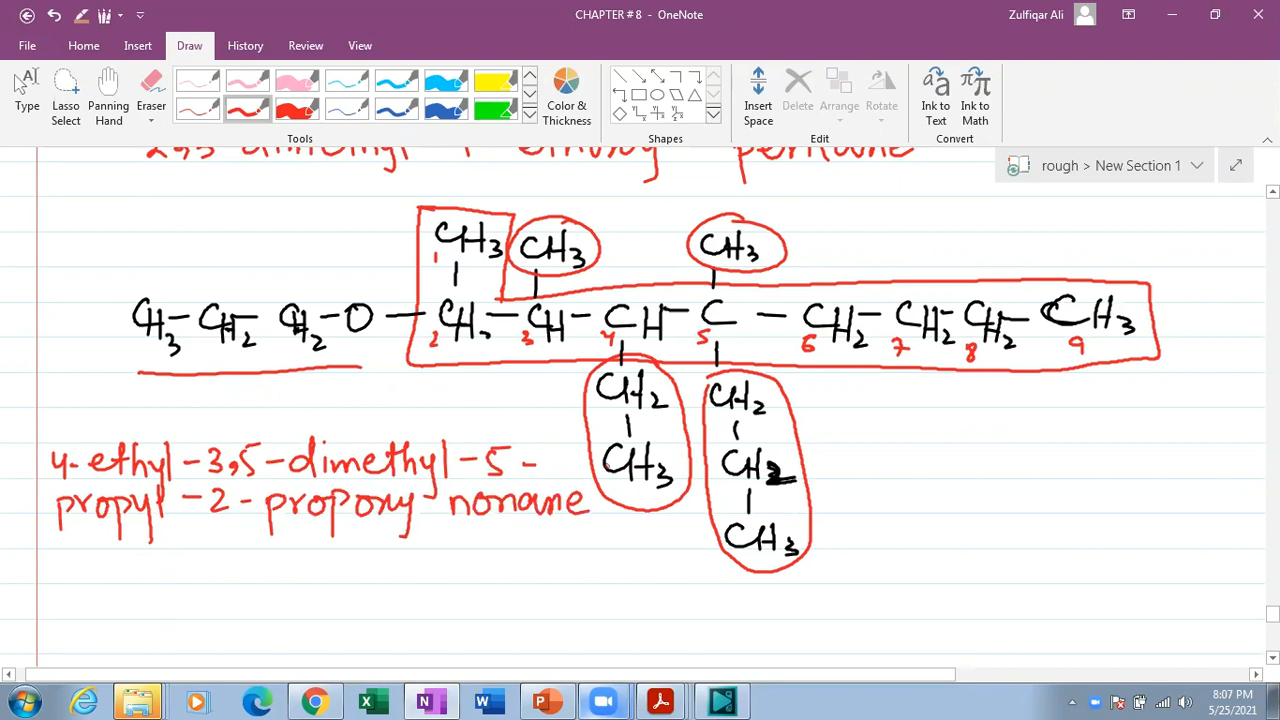 CHAPTER # 8 - OneNote
Zulfiqar Ali
File Home Insert Draw History Review View
Type
Lasso Select
Panning Hand
Eraser
Color & Thickness
Insert Space
Delete
Arrange
Rotate
Ink to Text
Ink to Math
Tools Shapes Edit Convert
rough > New Section 1
dimethyl ethoxy pentane
CH3 CH3 CH3
1
CH3 - CH2 - CH2 - O - CH - CH - CH - C - CH2 - CH2 - CH2 - CH3
2 3 4 5 6 7 8 9
CH2 CH2
CH3 CH2
CH3
4-ethyl-3,5-dimethyl-5-
propyl-2-propoxy nonane
8:07 PM
5/25/2021